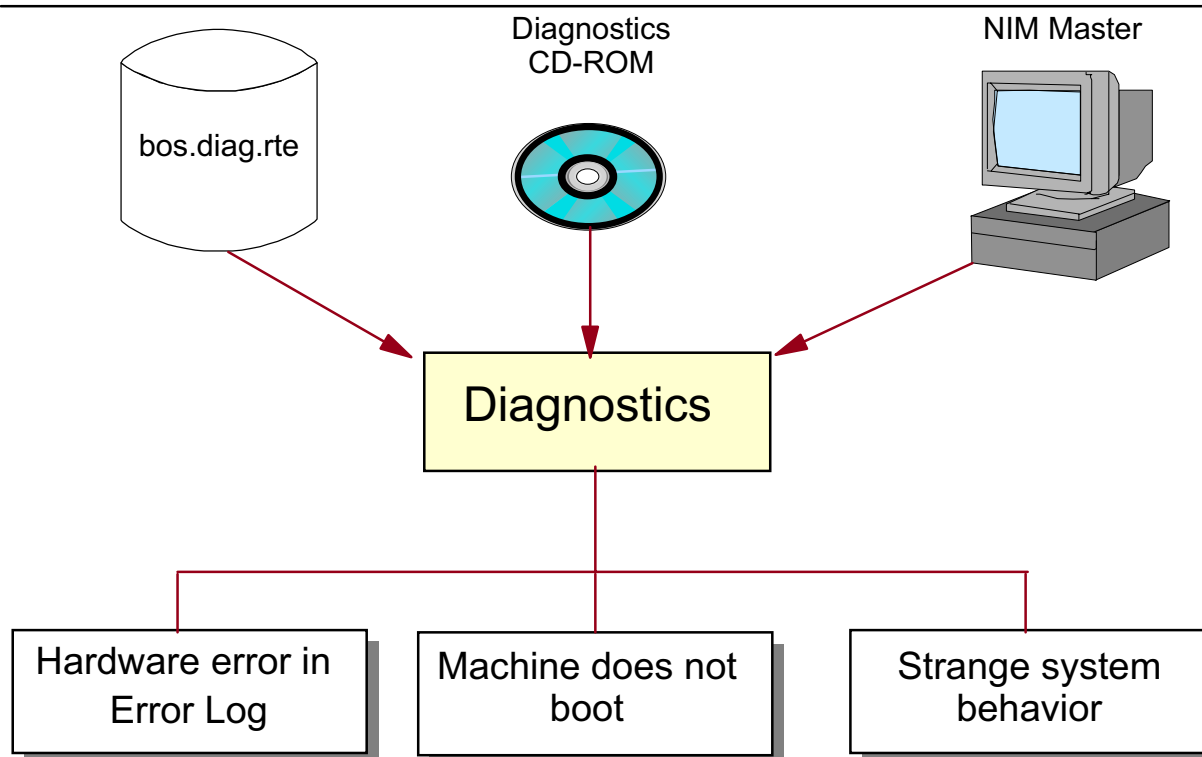 Diagnostics
CD-ROM
NIM Master
bos.diag.rte
Diagnostics
Hardware error in
Error Log
Machine does not
boot
Strange system
behavior